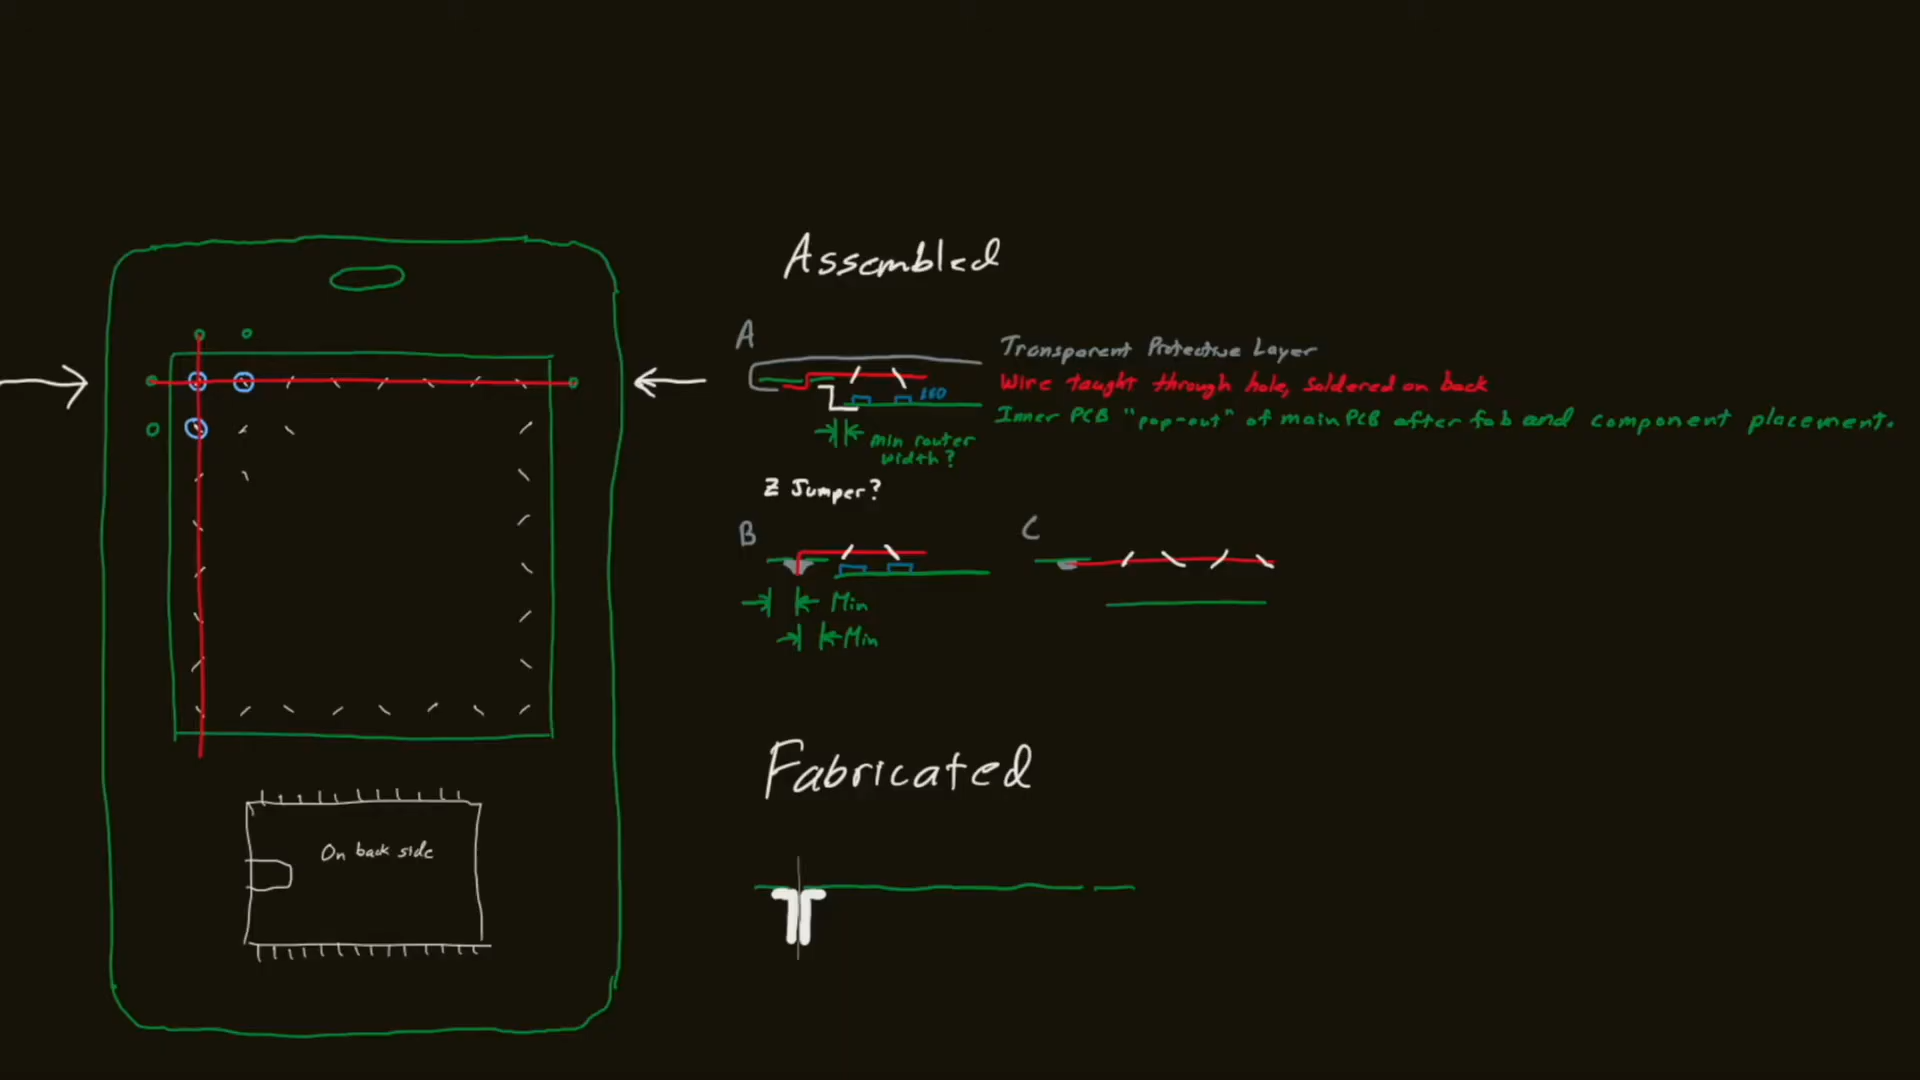 Assembled
A
Transparent Protective Layer
Wire taught through hole, soldered on back
LED
Inner PCB "pop-out" of main PCB after fab and component placement.
min router
width?
Z Jumper?
B
C
Min
Min
Fabricated
On back side